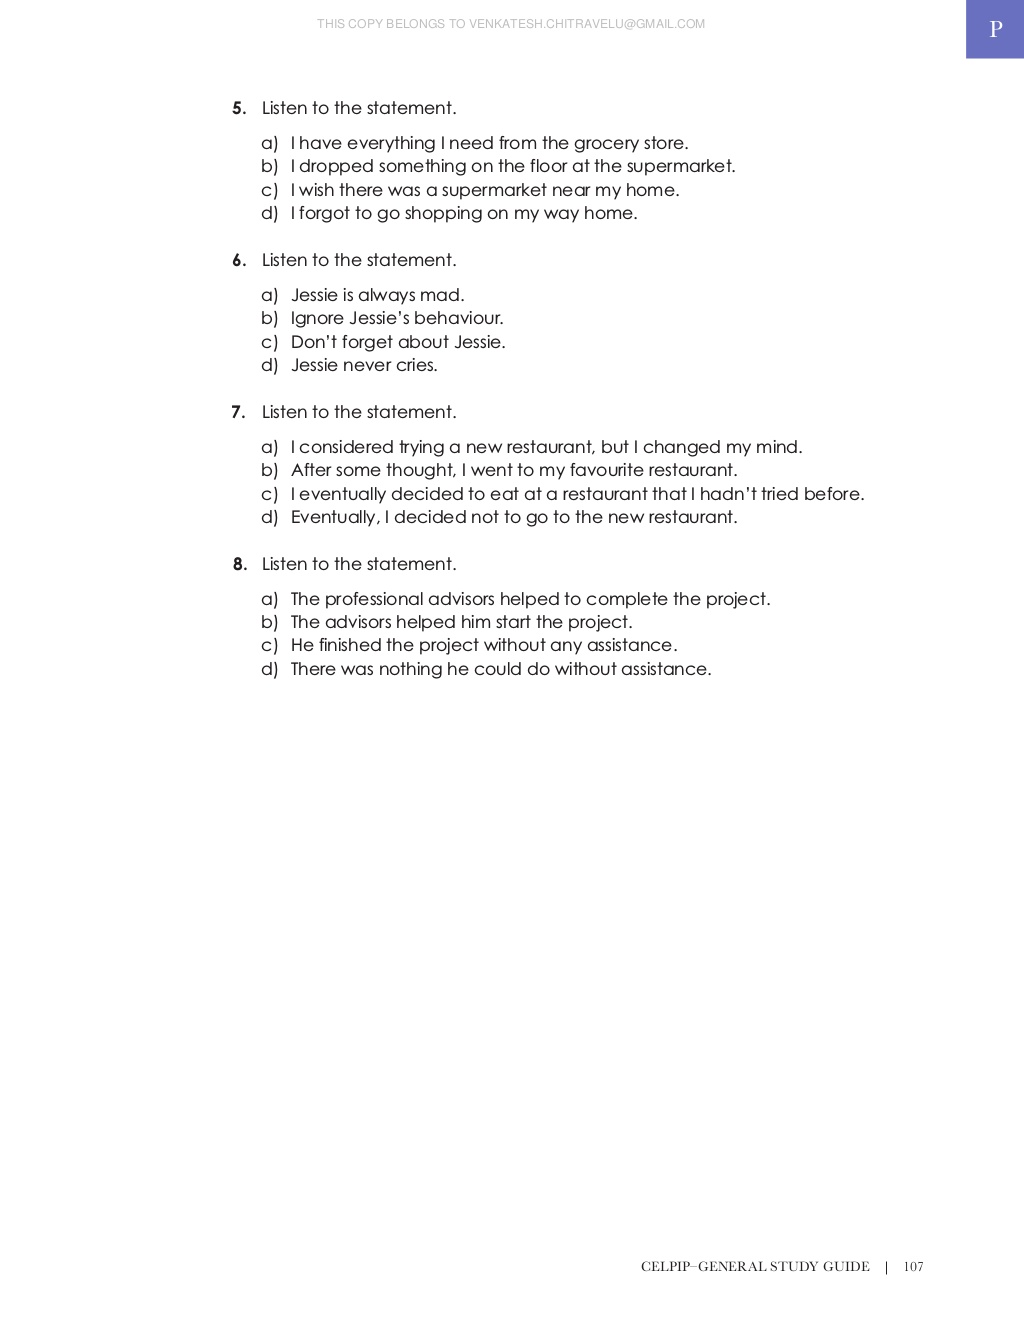 THIS COPY BELONGS TO VENKATESH.CHITRAVELU@GMAIL.COM
P
5. Listen to the statement.
a) I have everything I need from the grocery store.
b) I dropped something on the floor at the supermarket.
c) I wish there was a supermarket near my home.
d) I forgot to go shopping on my way home.
6. Listen to the statement.
a) Jessie is always mad.
b) Ignore Jessie’s behaviour.
c) Don’t forget about Jessie.
d) Jessie never cries.
7. Listen to the statement.
a) I considered trying a new restaurant, but I changed my mind.
b) After some thought, I went to my favourite restaurant.
c) I eventually decided to eat at a restaurant that I hadn’t tried before.
d) Eventually, I decided not to go to the new restaurant.
8. Listen to the statement.
a) The professional advisors helped to complete the project.
b) The advisors helped him start the project.
c) He finished the project without any assistance.
d) There was nothing he could do without assistance.
CELPIP–GENERAL STUDY GUIDE | 107